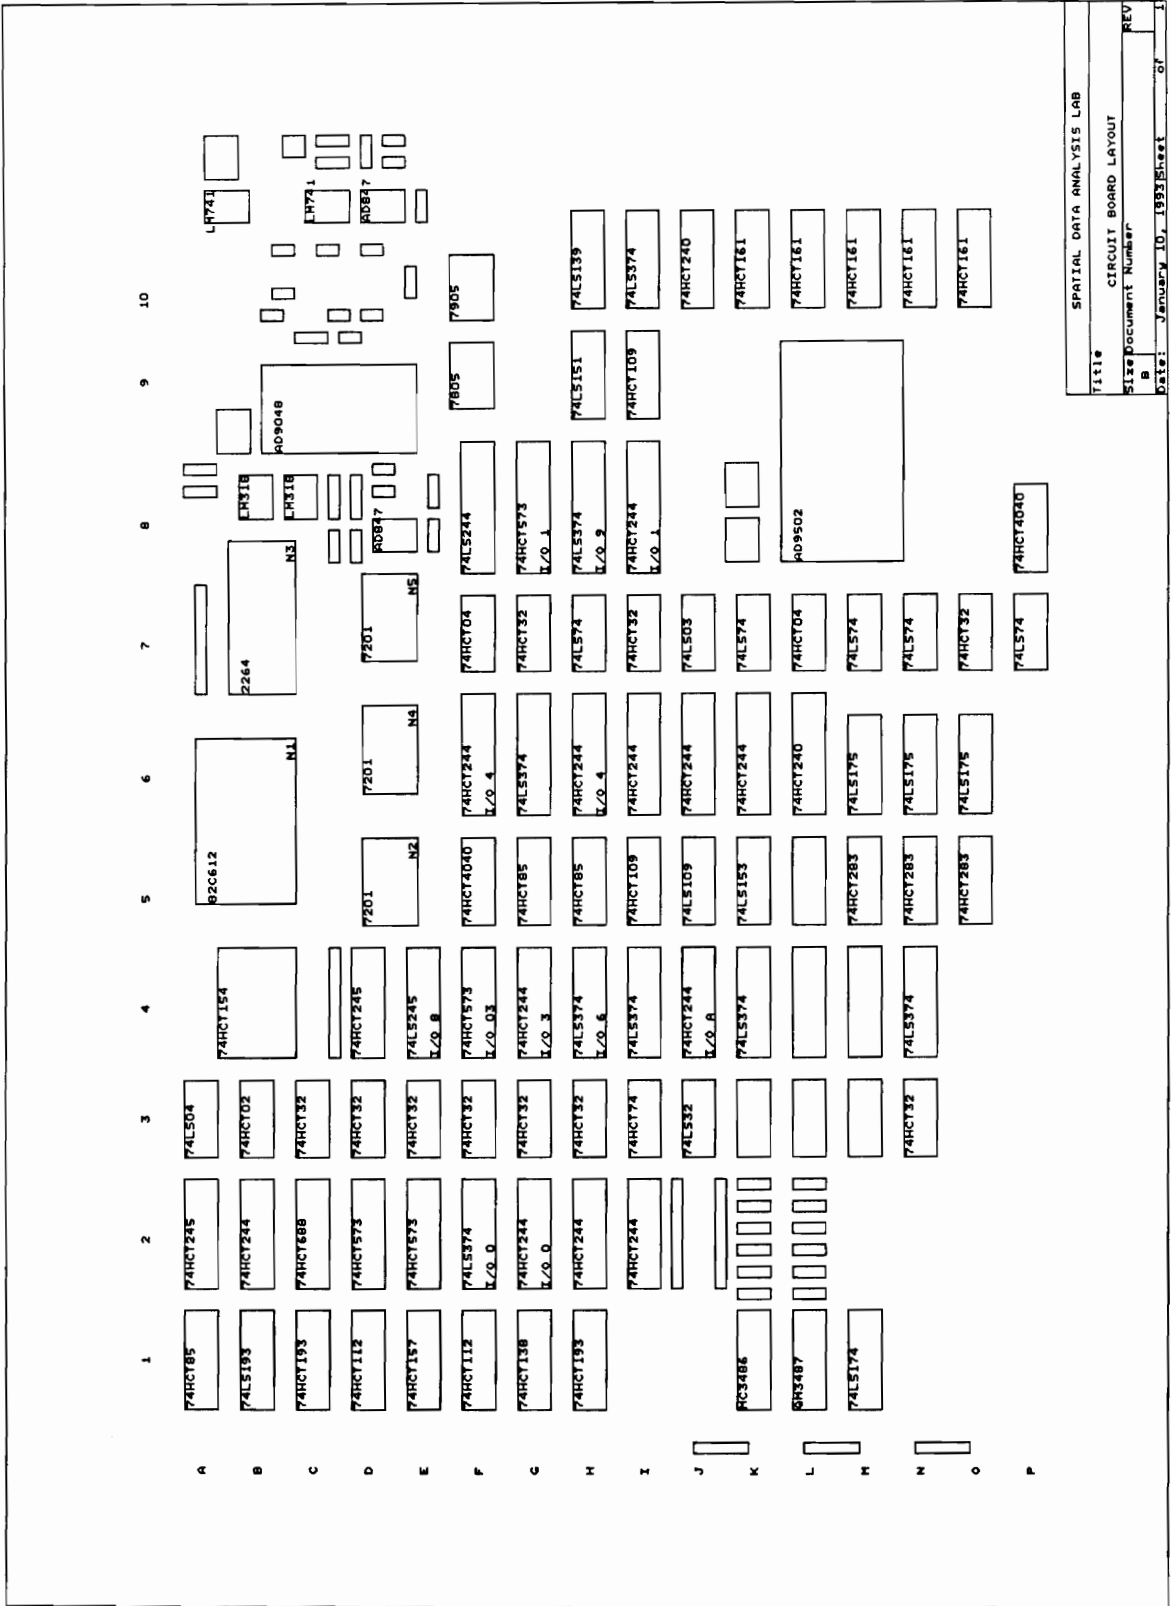 1 2 3 4 5 6 7 8 9 10
A
74HCT85
74HCT245
74LS04
74HCT154
82C612
N1
LM741
B
74LS193
74HCT244
74HCT02
2264
N3
LM318
C
74HCT193
74HCT688
74HCT32
LM318
AD9048
LM741
D
74HCT112
74HCT573
74HCT32
74HCT245
7201
N2
7201
N4
7201
N5
AD847
AD847
E
74HCT157
74HCT573
74HCT32
74LS245
I/O 8
F
74HCT112
74LS374
I/O 0
74HCT32
74HCT573
I/O 03
74HCT4040
74HCT244
I/O 4
74HCT04
74LS244
7805
7905
G
74HCT138
74HCT244
I/O 0
74HCT32
74HCT244
I/O 3
74HCT85
74LS374
74HCT32
74HCT573
I/O 1
H
74HCT193
74HCT244
74HCT32
74LS374
I/O 6
74HCT85
74HCT244
I/O 4
74LS74
74LS374
I/O 9
74LS151
74LS139
I
74HCT244
74HCT74
74LS374
74HCT109
74HCT244
74HCT32
74HCT244
I/O 1
74HCT109
74LS374
J
74LS32
74HCT244
I/O A
74LS109
74HCT244
74LS03
74HCT240
K
MC3486
74LS374
74LS153
74HCT244
74LS74
74HCT161
L
74HCT240
74HCT04
AD9502
74HCT161
M
74LS174
74HCT283
74LS175
74LS74
74HCT161
N
74HCT32
74LS374
74HCT283
74LS175
74LS74
74HCT161
O
74HCT283
74LS175
74HCT32
74HCT161
P
74LS74
74HCT4040
SPATIAL DATA ANALYSIS LAB
Title
CIRCUIT BOARD LAYOUT
Size Document Number REV
B
Date: January 10, 1993 Sheet of 1